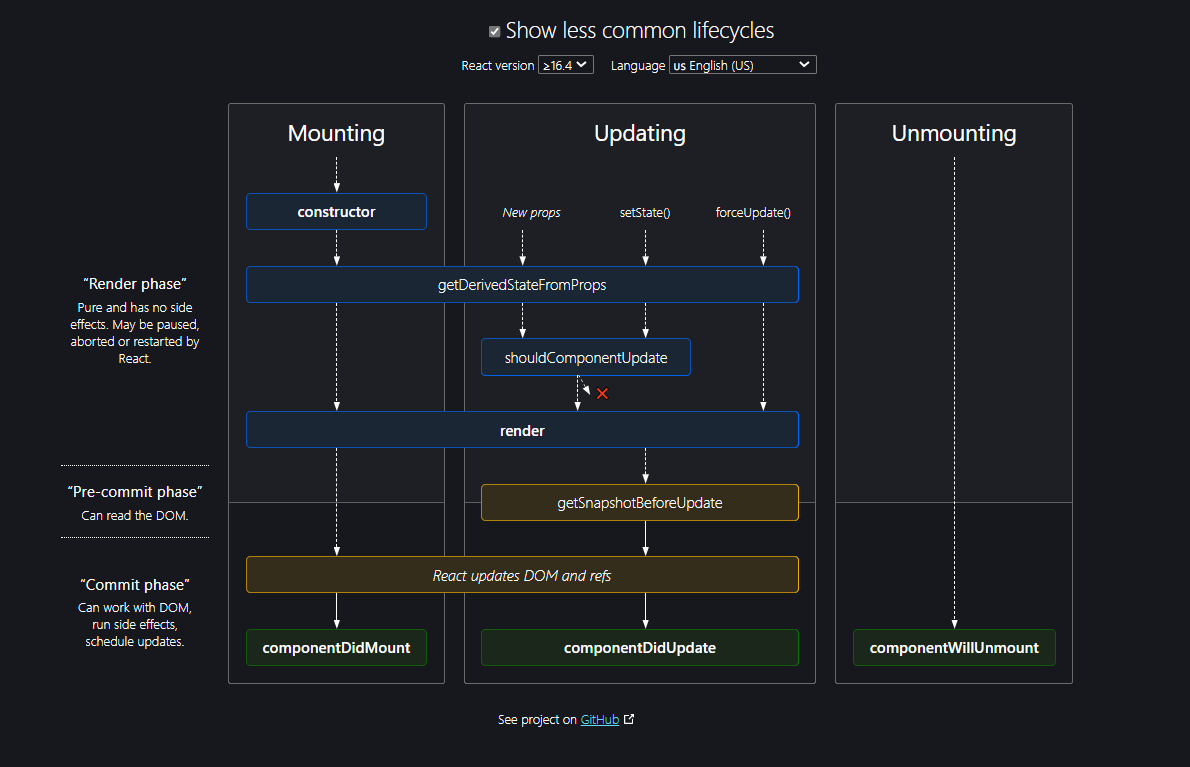 Show less common lifecycles
React version ≥16.4 Language us English (US)
Mounting
Updating
Unmounting
constructor
New props
setState()
forceUpdate()
“Render phase”
Pure and has no side
effects. May be paused,
aborted or restarted by
React.
getDerivedStateFromProps
shouldComponentUpdate
render
“Pre-commit phase”
Can read the DOM.
getSnapshotBeforeUpdate
“Commit phase”
Can work with DOM,
run side effects,
schedule updates.
React updates DOM and refs
componentDidMount
componentDidUpdate
componentWillUnmount
See project on GitHub